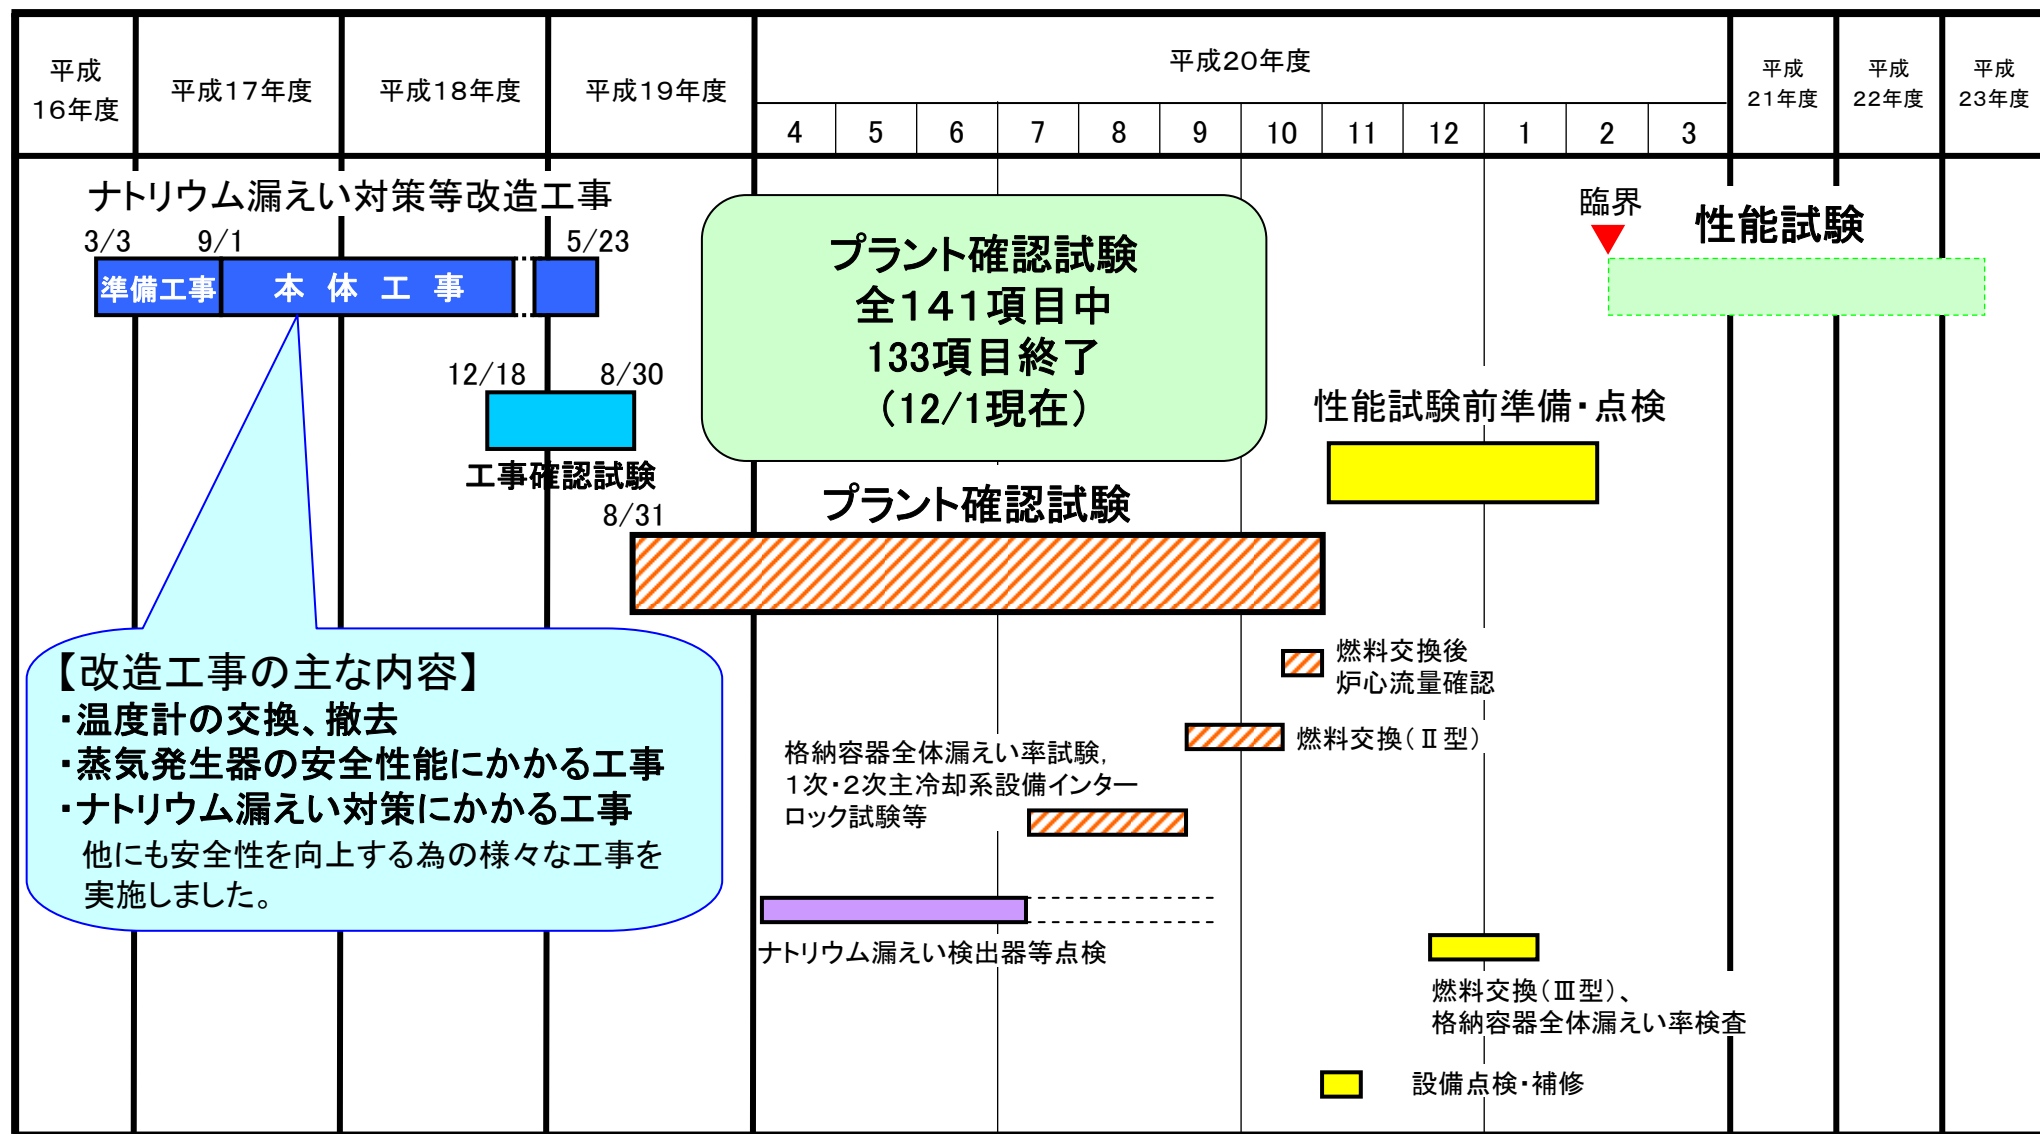 平成
16年度
平成17年度
平成18年度
平成19年度
平成20年度
4 5 6 7 8 9 10 11 12 1 2 3
平成
21年度
平成
22年度
平成
23年度
ナトリウム漏えい対策等改造工事
3/3 9/1 5/23
準備工事 本体工事
プラント確認試験
全141項目中
133項目終了
(12/1現在)
臨界
性能試験
12/18 8/30
工事確認試験
性能試験前準備・点検
プラント確認試験
8/31
【改造工事の主な内容】
・温度計の交換、撤去
・蒸気発生器の安全性能にかかる工事
・ナトリウム漏えい対策にかかる工事
他にも安全性を向上する為の様々な工事を
実施しました。
燃料交換後
炉心流量確認
燃料交換(Ⅱ型)
格納容器全体漏えい率試験,
1次・2次主冷却系設備インター
ロック試験等
ナトリウム漏えい検出器等点検
燃料交換(Ⅲ型)、
格納容器全体漏えい率検査
設備点検・補修